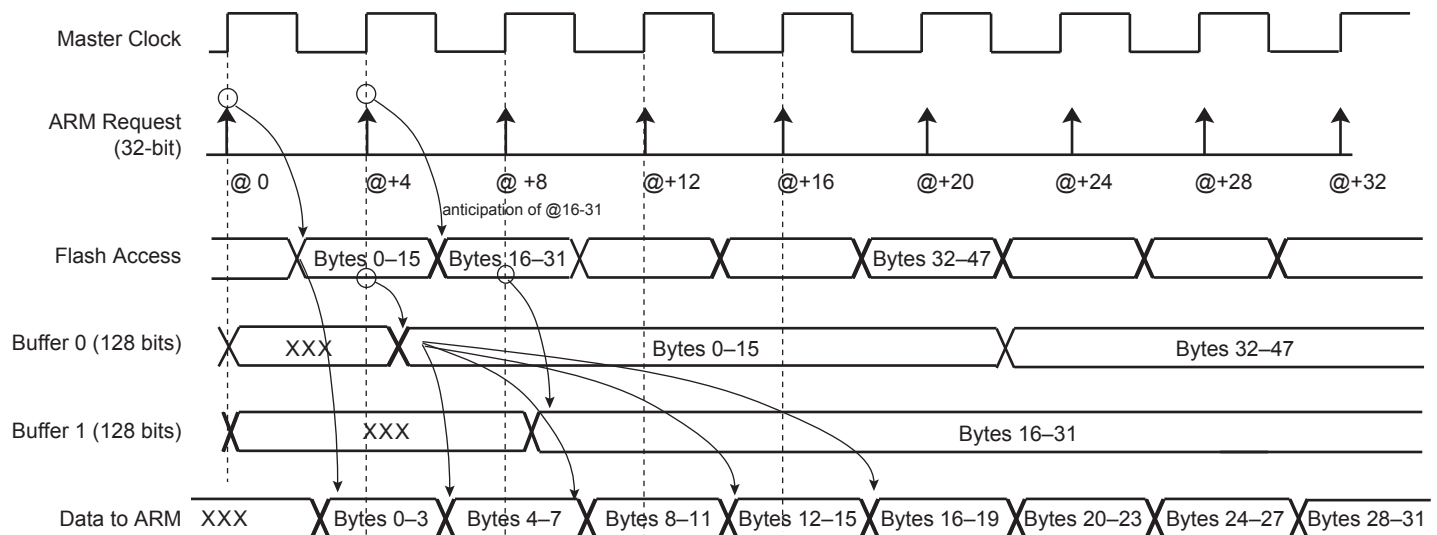 Master Clock
ARM Request
(32-bit)
@ 0 @+4 @ +8 @+12 @+16 @+20 @+24 @+28 @+32
anticipation of @16-31
Flash Access Bytes 0–15 Bytes 16–31 Bytes 32–47
Buffer 0 (128 bits) XXX Bytes 0–15 Bytes 32–47
Buffer 1 (128 bits) XXX Bytes 16–31
Data to ARM XXX Bytes 0–3 Bytes 4–7 Bytes 8–11 Bytes 12–15 Bytes 16–19 Bytes 20–23 Bytes 24–27 Bytes 28–31